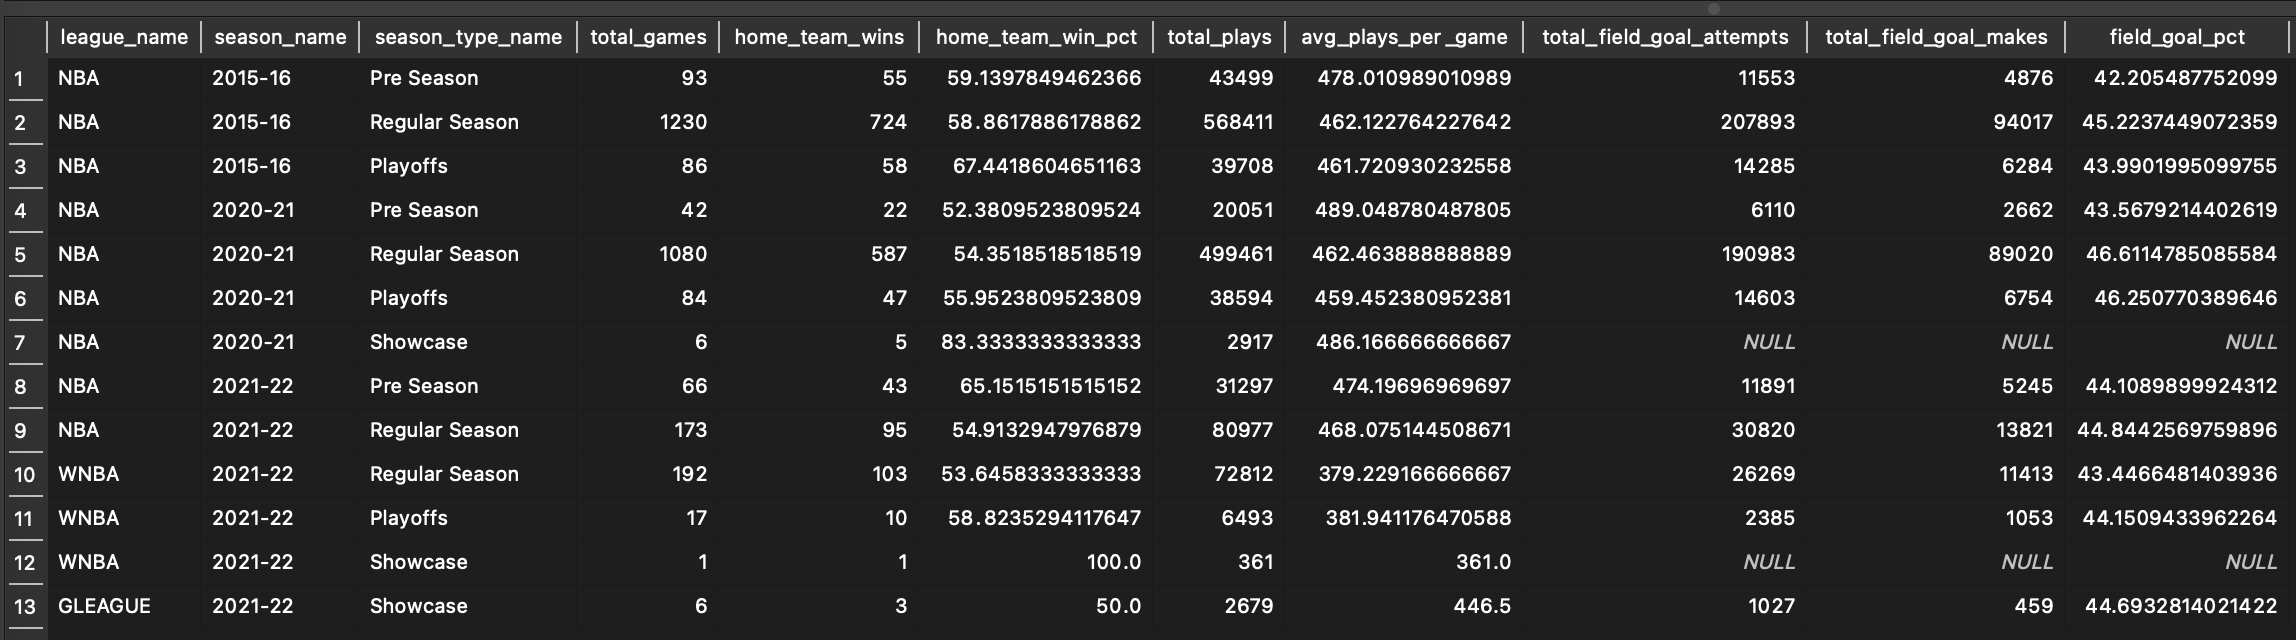 league_name season_name season_type_name total_games home_team_wins home_team_win_pct total_plays avg_plays_per_game total_field_goal_attempts total_field_goal_makes field_goal_pct
1 NBA 2015-16 Pre Season 93 55 59.1397849462366 43499 478.010989010989 11553 4876 42.205487752099
2 NBA 2015-16 Regular Season 1230 724 58.8617886178862 568411 462.122764227642 207893 94017 45.2237449072359
3 NBA 2015-16 Playoffs 86 58 67.4418604651163 39708 461.720930232558 14285 6284 43.9901995099755
4 NBA 2020-21 Pre Season 42 22 52.3809523809524 20051 489.048780487805 6110 2662 43.5679214402619
5 NBA 2020-21 Regular Season 1080 587 54.3518518518519 499461 462.463888888889 190983 89020 46.6114785085584
6 NBA 2020-21 Playoffs 84 47 55.9523809523809 38594 459.452380952381 14603 6754 46.250770389646
7 NBA 2020-21 Showcase 6 5 83.3333333333333 2917 486.166666666667 NULL NULL NULL
8 NBA 2021-22 Pre Season 66 43 65.1515151515152 31297 474.19696969697 11891 5245 44.1089899924312
9 NBA 2021-22 Regular Season 173 95 54.9132947976879 80977 468.075144508671 30820 13821 44.8442569759896
10 WNBA 2021-22 Regular Season 192 103 53.6458333333333 72812 379.229166666667 26269 11413 43.4466481403936
11 WNBA 2021-22 Playoffs 17 10 58.8235294117647 6493 381.941176470588 2385 1053 44.1509433962264
12 WNBA 2021-22 Showcase 1 1 100.0 361 361.0 NULL NULL NULL
13 GLEAGUE 2021-22 Showcase 6 3 50.0 2679 446.5 1027 459 44.6932814021422